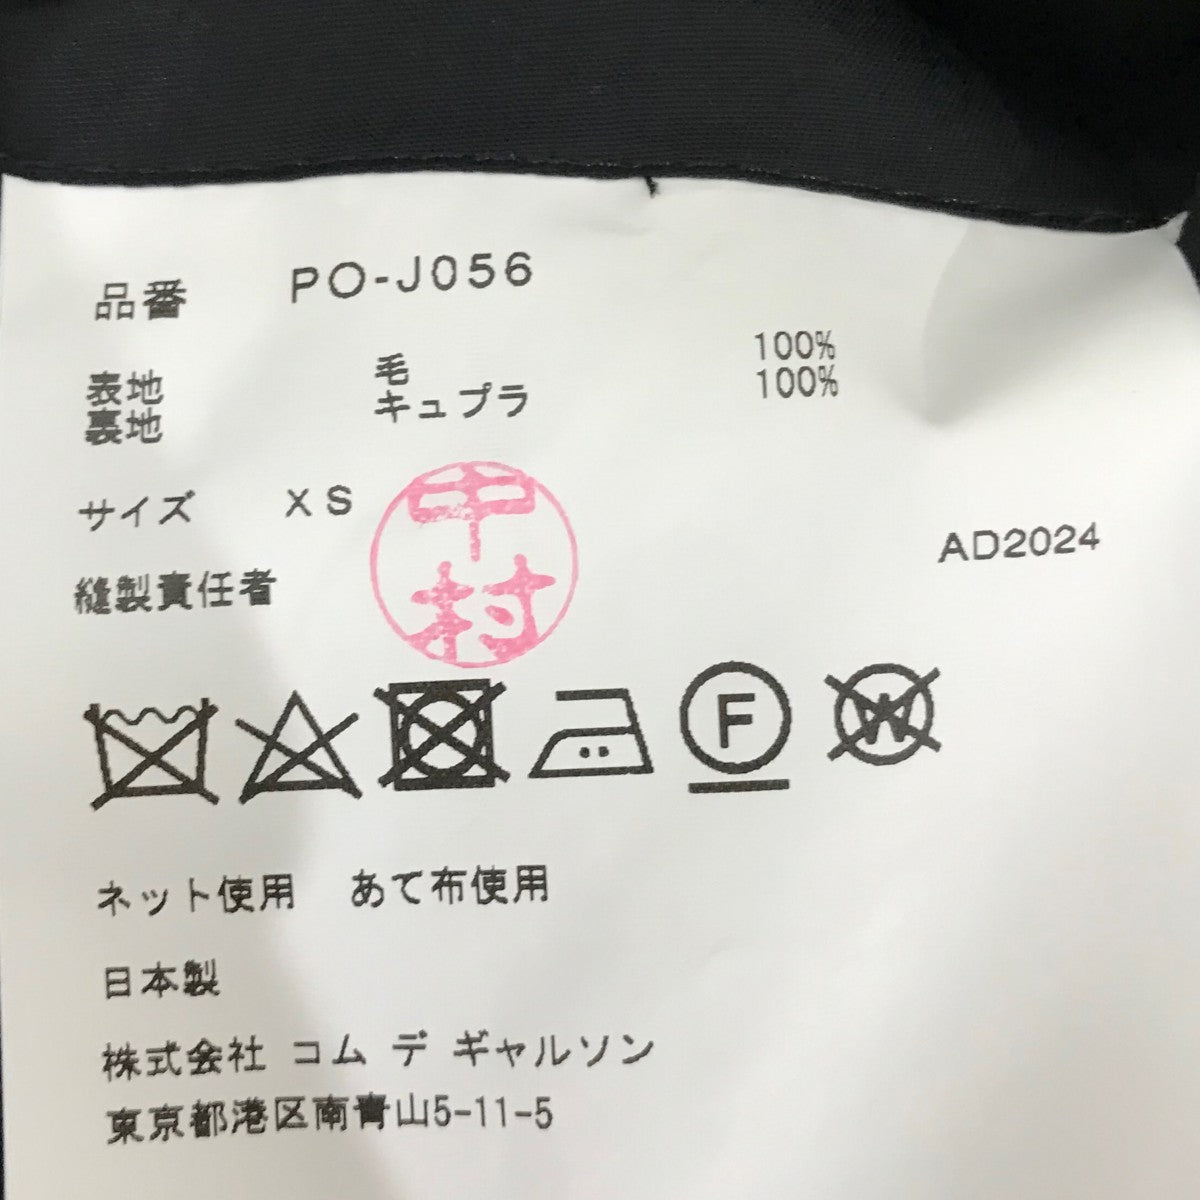 品番 PO-J056
表地 毛 100%
裏地 キュプラ 100%
サイズ XS
中村
AD2024
縫製責任者
F
W
ネット使用 あて布使用
日本製
株式会社 コム デ ギャルソン
東京都港区南青山5-11-5